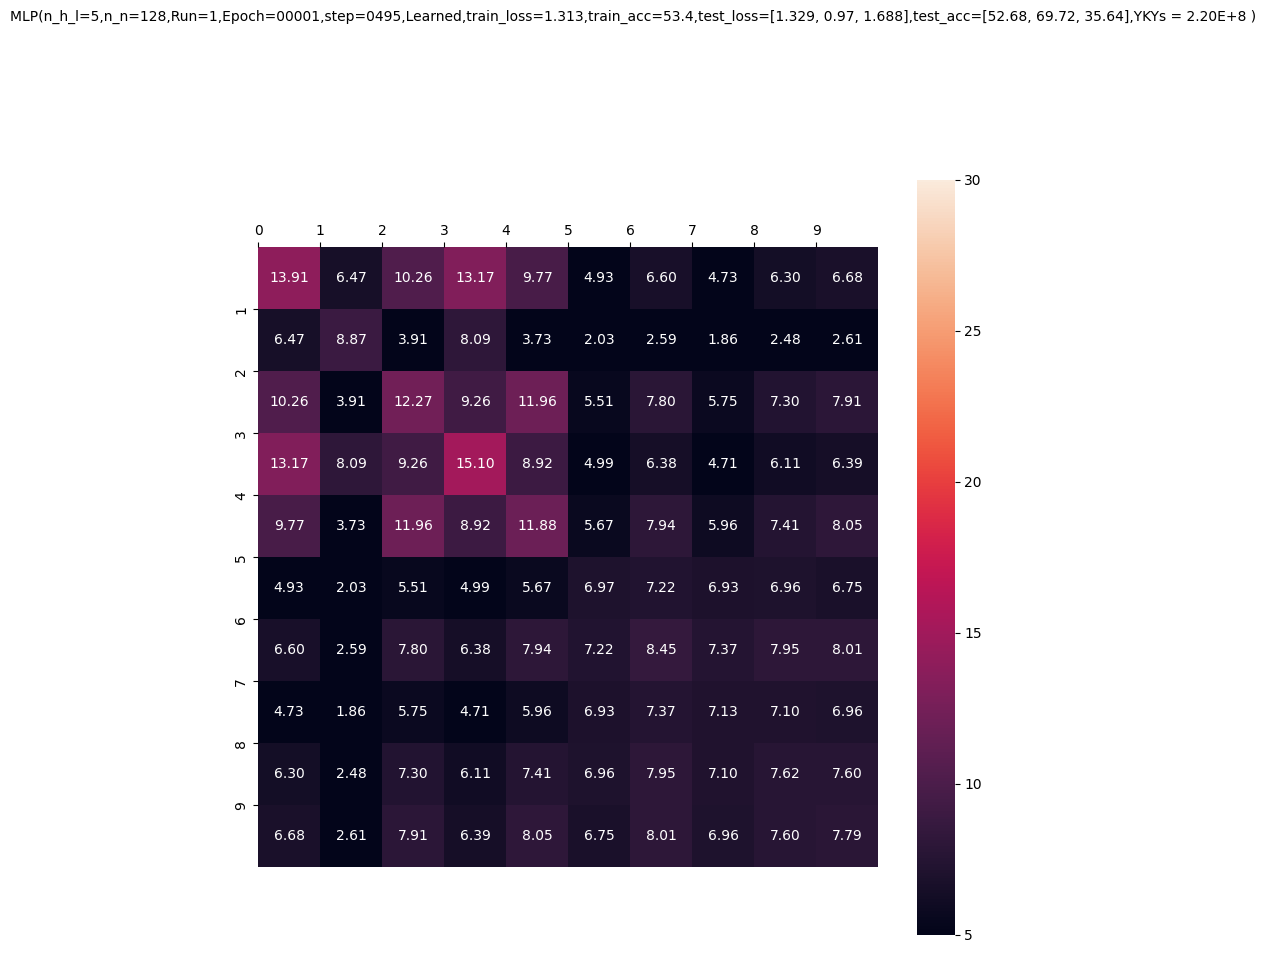 MLP(n_h_l=5,n_n=128,Run=1,Epoch=00001,step=0495,Learned,train_loss=1.313,train_acc=53.4,test_loss=[1.329, 0.97, 1.688],test_acc=[52.68, 69.72, 35.64],YKYs = 2.20E+8 )
30
0 1 2 3 4 5 6 7 8 9
13.91 6.47 10.26 13.17 9.77 4.93 6.60 4.73 6.30 6.68
1
25
6.47 8.87 3.91 8.09 3.73 2.03 2.59 1.86 2.48 2.61
2
10.26 3.91 12.27 9.26 11.96 5.51 7.80 5.75 7.30 7.91
3
13.17 8.09 9.26 15.10 8.92 4.99 6.38 4.71 6.11 6.39
20
4
9.77 3.73 11.96 8.92 11.88 5.67 7.94 5.96 7.41 8.05
5
4.93 2.03 5.51 4.99 5.67 6.97 7.22 6.93 6.96 6.75
6
15
6.60 2.59 7.80 6.38 7.94 7.22 8.45 7.37 7.95 8.01
7
4.73 1.86 5.75 4.71 5.96 6.93 7.37 7.13 7.10 6.96
8
6.30 2.48 7.30 6.11 7.41 6.96 7.95 7.10 7.62 7.60
10
9
6.68 2.61 7.91 6.39 8.05 6.75 8.01 6.96 7.60 7.79
5